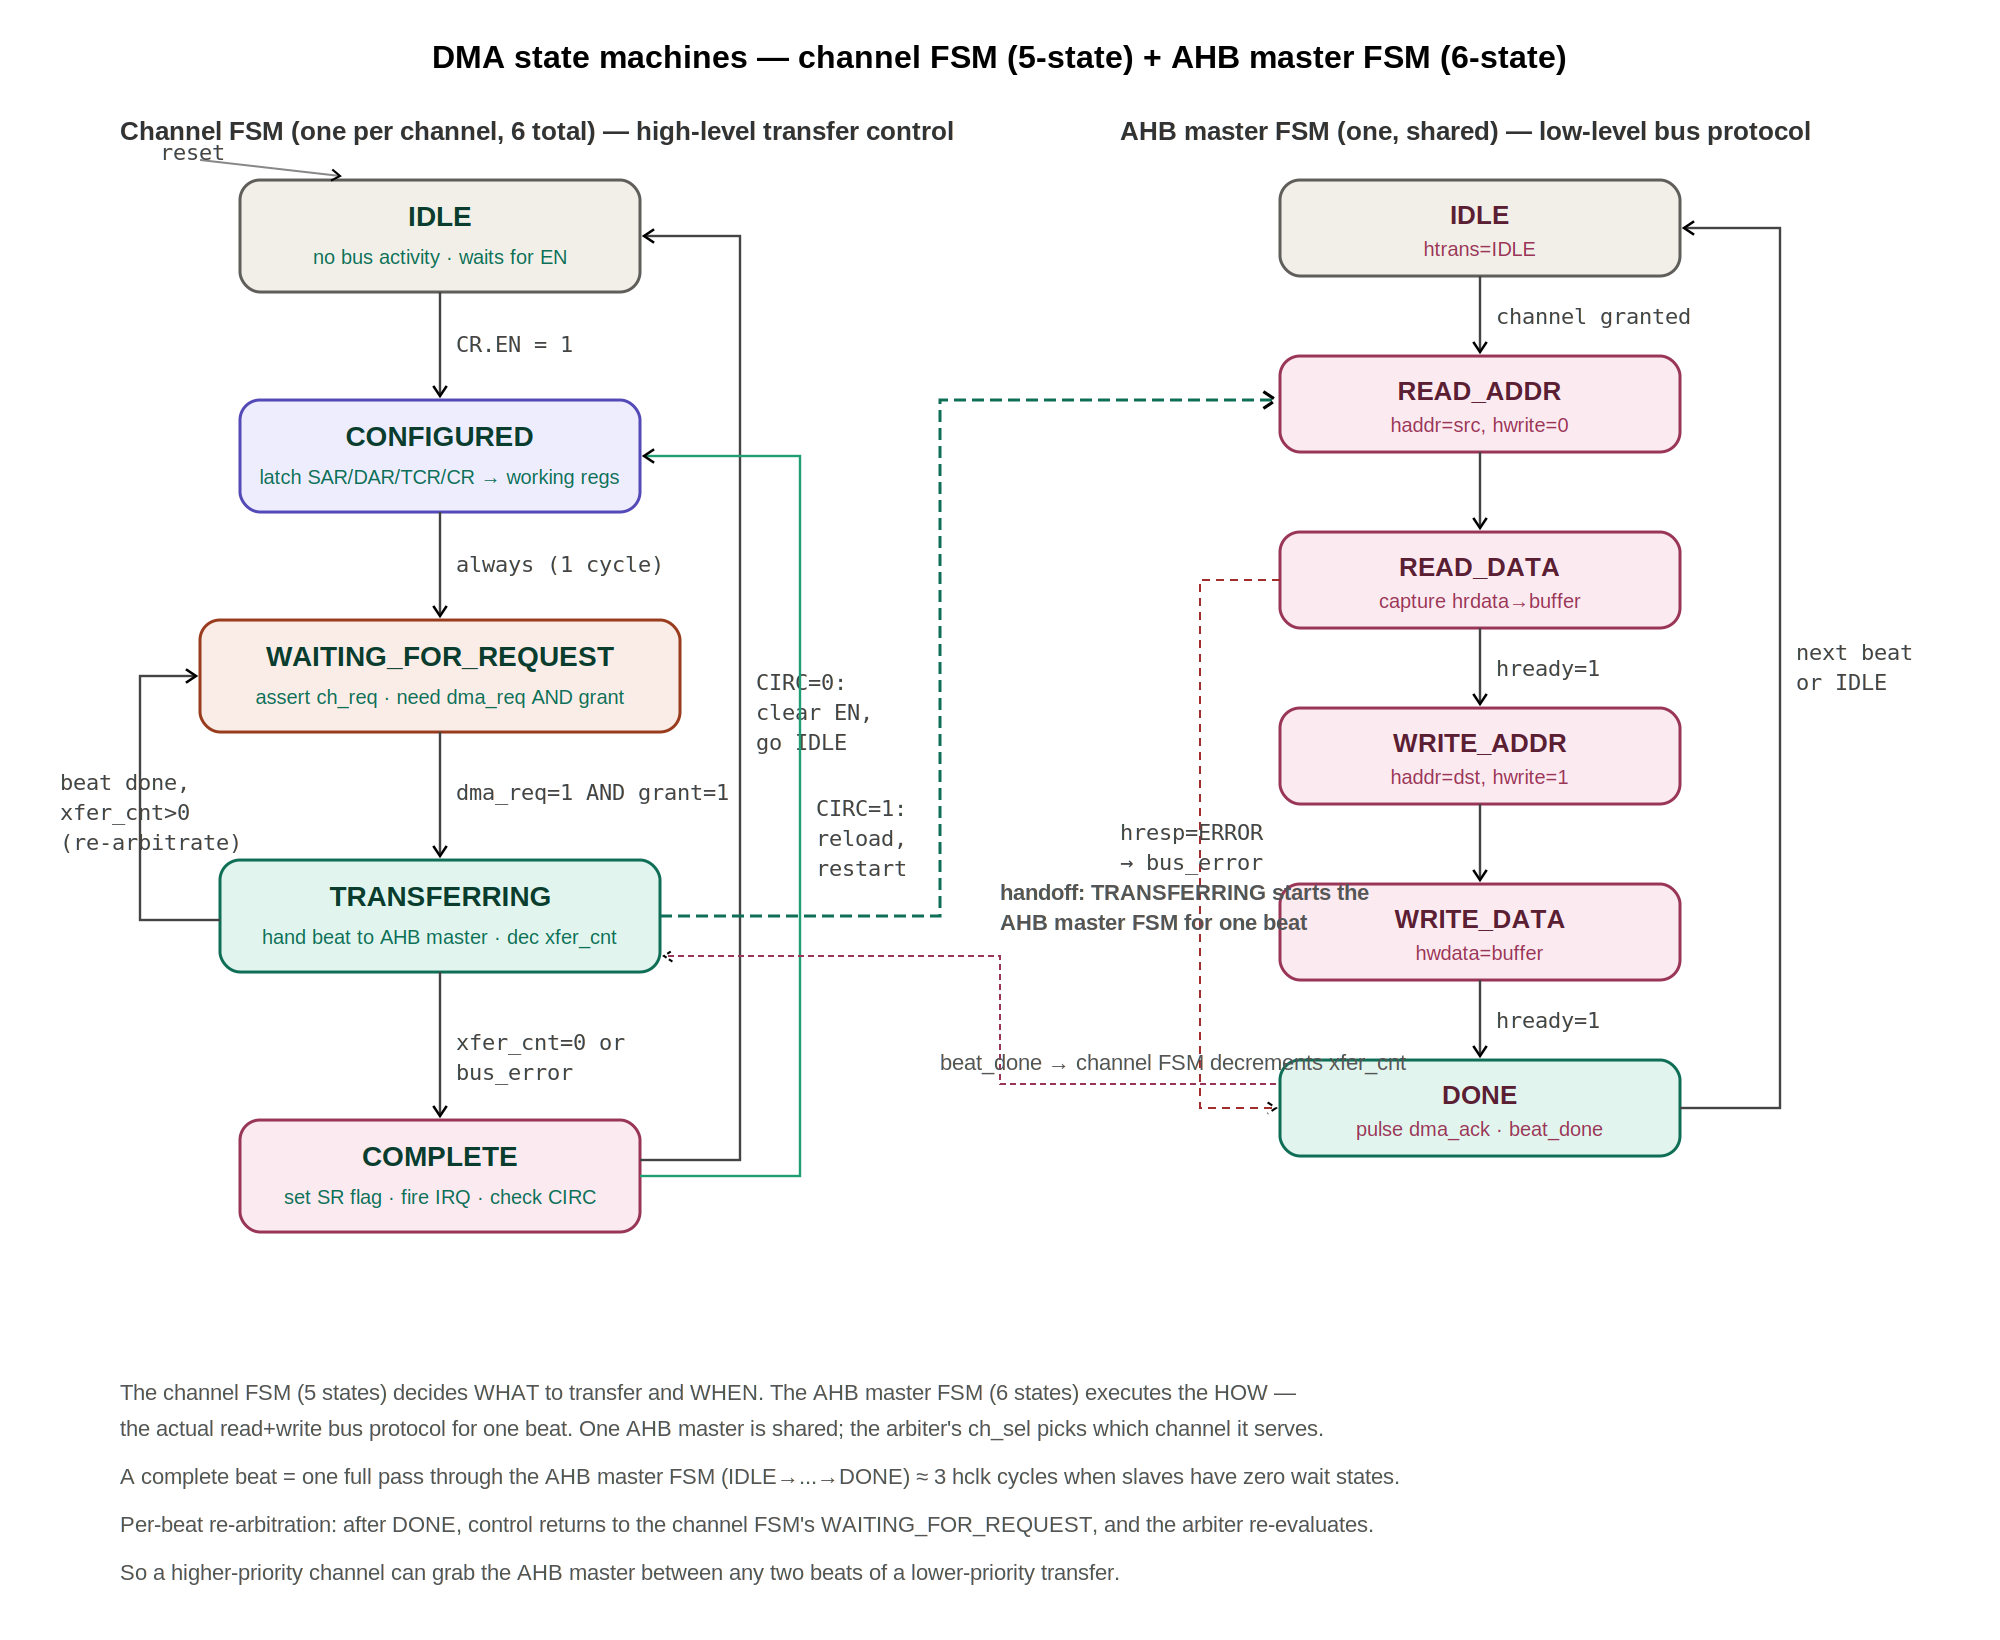 DMA state machines — channel FSM (5-state) + AHB master FSM (6-state)
Channel FSM (one per channel, 6 total) — high-level transfer control
reset
IDLE
no bus activity · waits for EN
CR.EN = 1
CONFIGURED
latch SAR/DAR/TCR/CR → working regs
always (1 cycle)
WAITING_FOR_REQUEST
assert ch_req · need dma_req AND grant
beat done,
xfer_cnt>0
(re-arbitrate)
dma_req=1 AND grant=1
CIRC=0:
clear EN,
go IDLE
CIRC=1:
reload,
restart
TRANSFERRING
hand beat to AHB master · dec xfer_cnt
xfer_cnt=0 or
bus_error
COMPLETE
set SR flag · fire IRQ · check CIRC
AHB master FSM (one, shared) — low-level bus protocol
IDLE
htrans=IDLE
channel granted
READ_ADDR
haddr=src, hwrite=0
READ_DATA
capture hrdata→buffer
hready=1
next beat
or IDLE
WRITE_ADDR
haddr=dst, hwrite=1
hresp=ERROR
→ bus_error
handoff: TRANSFERRING starts the
AHB master FSM for one beat
WRITE_DATA
hwdata=buffer
hready=1
beat_done → channel FSM decrements xfer_cnt
DONE
pulse dma_ack · beat_done
The channel FSM (5 states) decides WHAT to transfer and WHEN. The AHB master FSM (6 states) executes the HOW —
the actual read+write bus protocol for one beat. One AHB master is shared; the arbiter's ch_sel picks which channel it serves.
A complete beat = one full pass through the AHB master FSM (IDLE→...→DONE) ≈ 3 hclk cycles when slaves have zero wait states.
Per-beat re-arbitration: after DONE, control returns to the channel FSM's WAITING_FOR_REQUEST, and the arbiter re-evaluates.
So a higher-priority channel can grab the AHB master between any two beats of a lower-priority transfer.